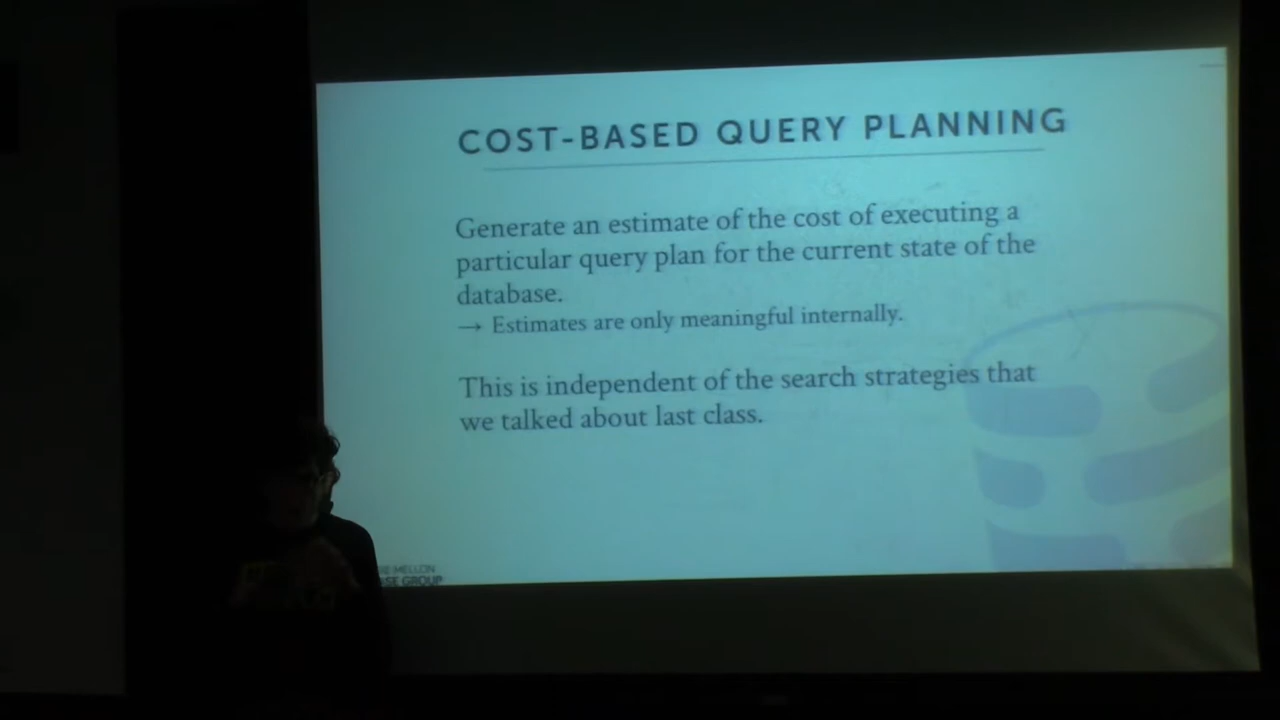 COST-BASED QUERY PLANNING
Generate an estimate of the cost of executing a
particular query plan for the current state of the
database.
→ Estimates are only meaningful internally.
This is independent of the search strategies that
we talked about last class.
MELLON
GROUP